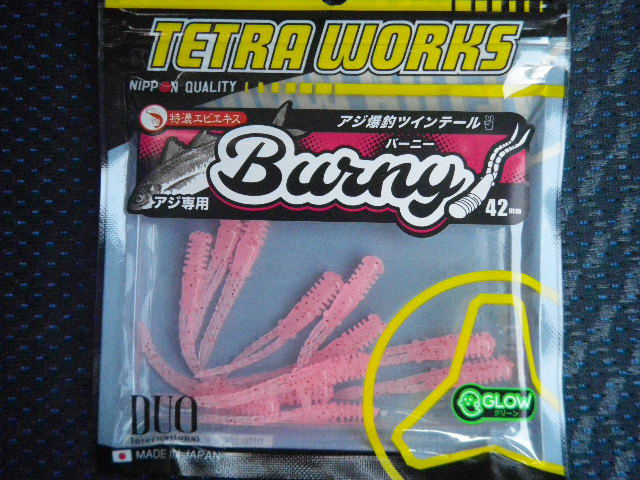 TETRA WORKS
NIPPON QUALITY
特濃エビエキス
アジ爆釣ツインテール
バーニー
Burny
アジ専用
42mm
GLOW
グリーン
DUO
international
MADE IN JAPAN